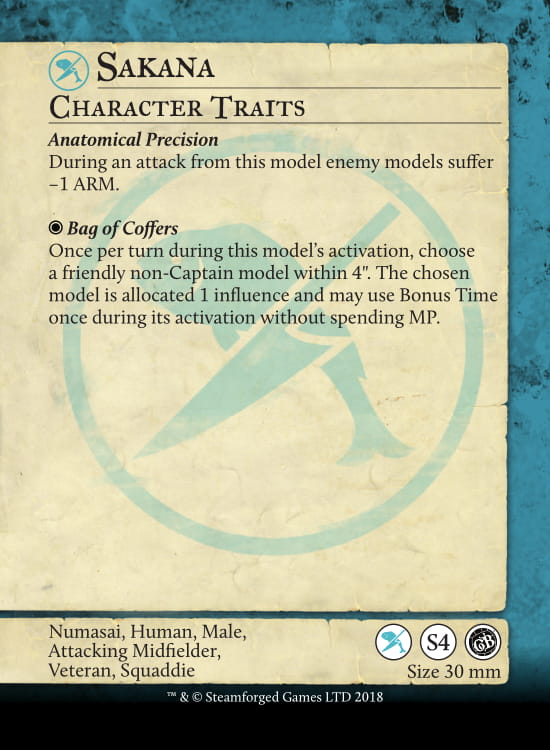 Sakana
Character Traits
Anatomical Precision
During an attack from this model enemy models suffer
−1 ARM.
Bag of Coffers
Once per turn during this model’s activation, choose
a friendly non-Captain model within 4". The chosen
model is allocated 1 influence and may use Bonus Time
once during its activation without spending MP.
Numasai, Human, Male,
Attacking Midfielder,
Veteran, Squaddie
S4
GB
Size 30 mm
™ & © Steamforged Games LTD 2018